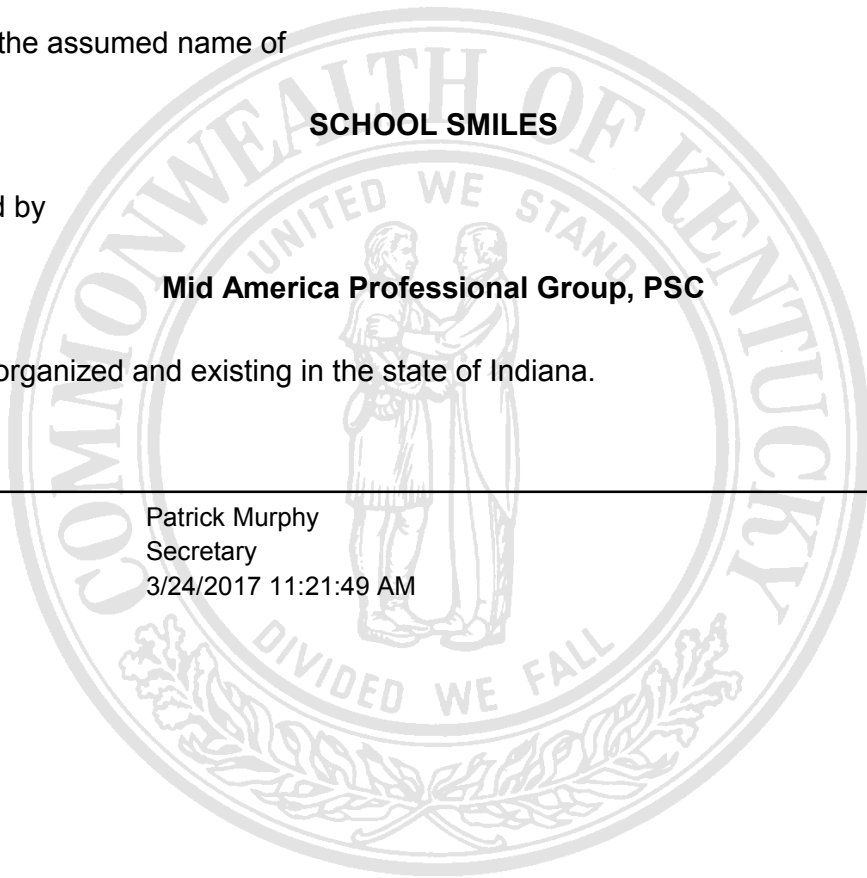 the assumed name of
SCHOOL SMILES
d by
Mid America Professional Group, PSC
organized and existing in the state of Indiana.
Patrick Murphy
Secretary
3/24/2017 11:21:49 AM
COMMONWEALTH OF KENTUCKY
UNITED WE STAND
DIVIDED WE FALL